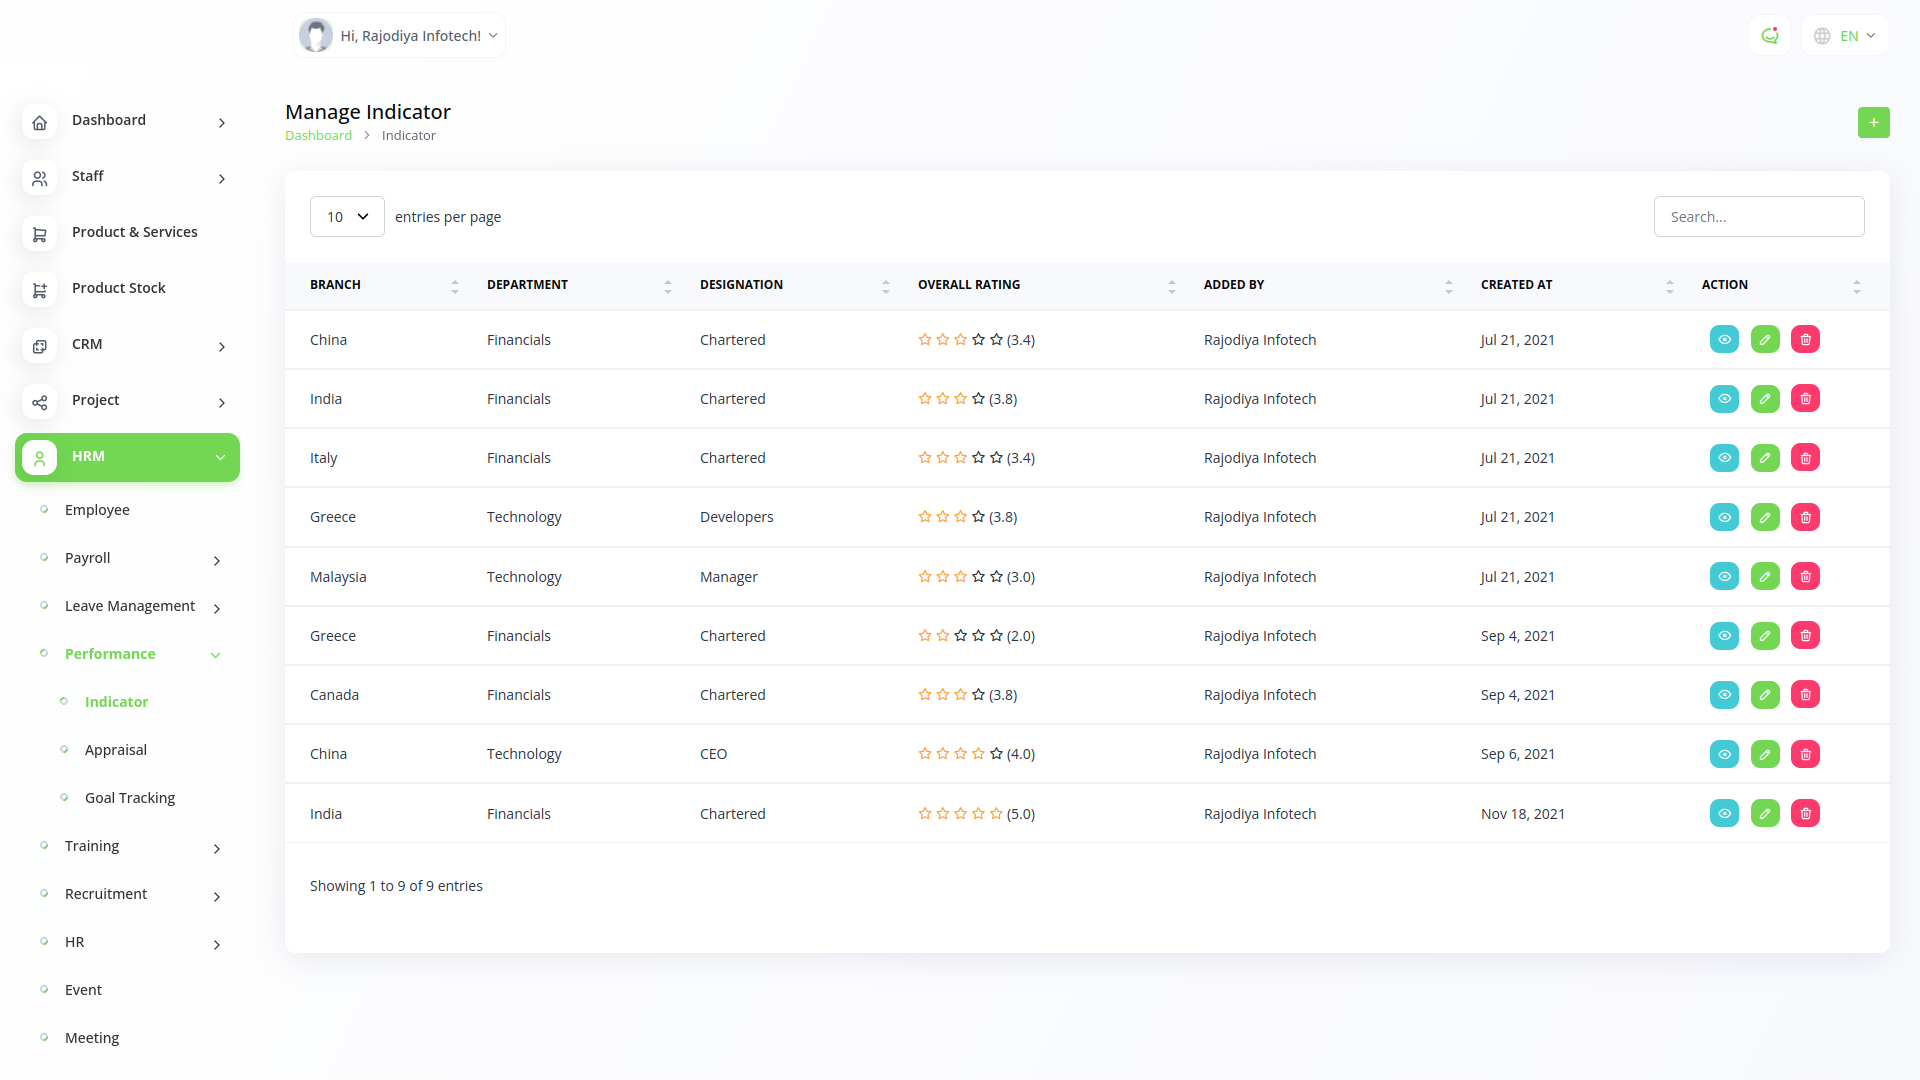 Hi, Rajodiya Infotech!
EN
Dashboard
Staff
Product & Services
Product Stock
CRM
Project
HRM
Employee
Payroll
Leave Management
Performance
Indicator
Appraisal
Goal Tracking
Training
Recruitment
HR
Event
Meeting
Manage Indicator
Dashboard > Indicator
+
10 entries per page
Search...
BRANCH DEPARTMENT DESIGNATION OVERALL RATING ADDED BY CREATED AT ACTION
China Financials Chartered (3.4) Rajodiya Infotech Jul 21, 2021
India Financials Chartered (3.8) Rajodiya Infotech Jul 21, 2021
Italy Financials Chartered (3.4) Rajodiya Infotech Jul 21, 2021
Greece Technology Developers (3.8) Rajodiya Infotech Jul 21, 2021
Malaysia Technology Manager (3.0) Rajodiya Infotech Jul 21, 2021
Greece Financials Chartered (2.0) Rajodiya Infotech Sep 4, 2021
Canada Financials Chartered (3.8) Rajodiya Infotech Sep 4, 2021
China Technology CEO (4.0) Rajodiya Infotech Sep 6, 2021
India Financials Chartered (5.0) Rajodiya Infotech Nov 18, 2021
Showing 1 to 9 of 9 entries